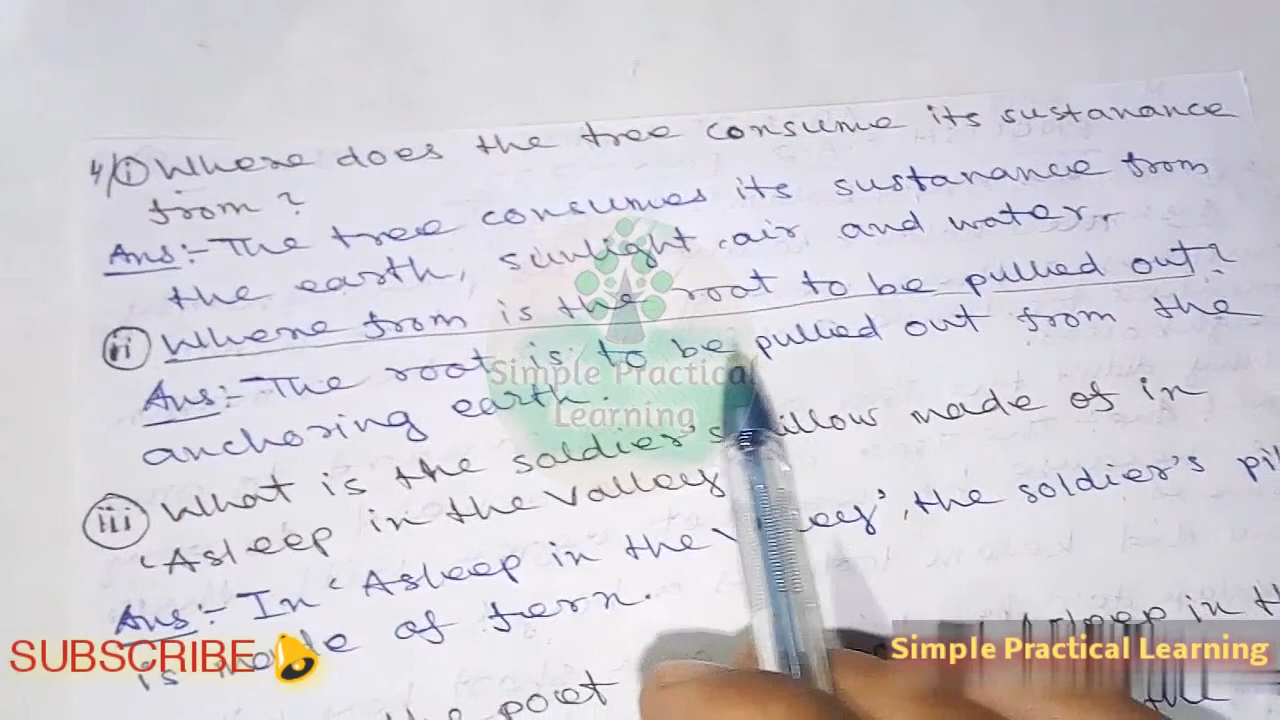 4/ i) Where does the tree consume its sustanance
from?
Ans:- The tree consumes its sustanance from
the earth, sunlight, air and water.
ii) Where from is the root to be pulled out?
Ans:- The root is to be pulled out from the
anchoring earth.
iii) What is the soldier's pillow made of in
'Asleep in the Valley
Ans:- In 'Asleep in the Valley', the soldier's
is made of fern.
Asleep in
the poet
Simple Practical
Learning
SUBSCRIBE
Simple Practical Learning